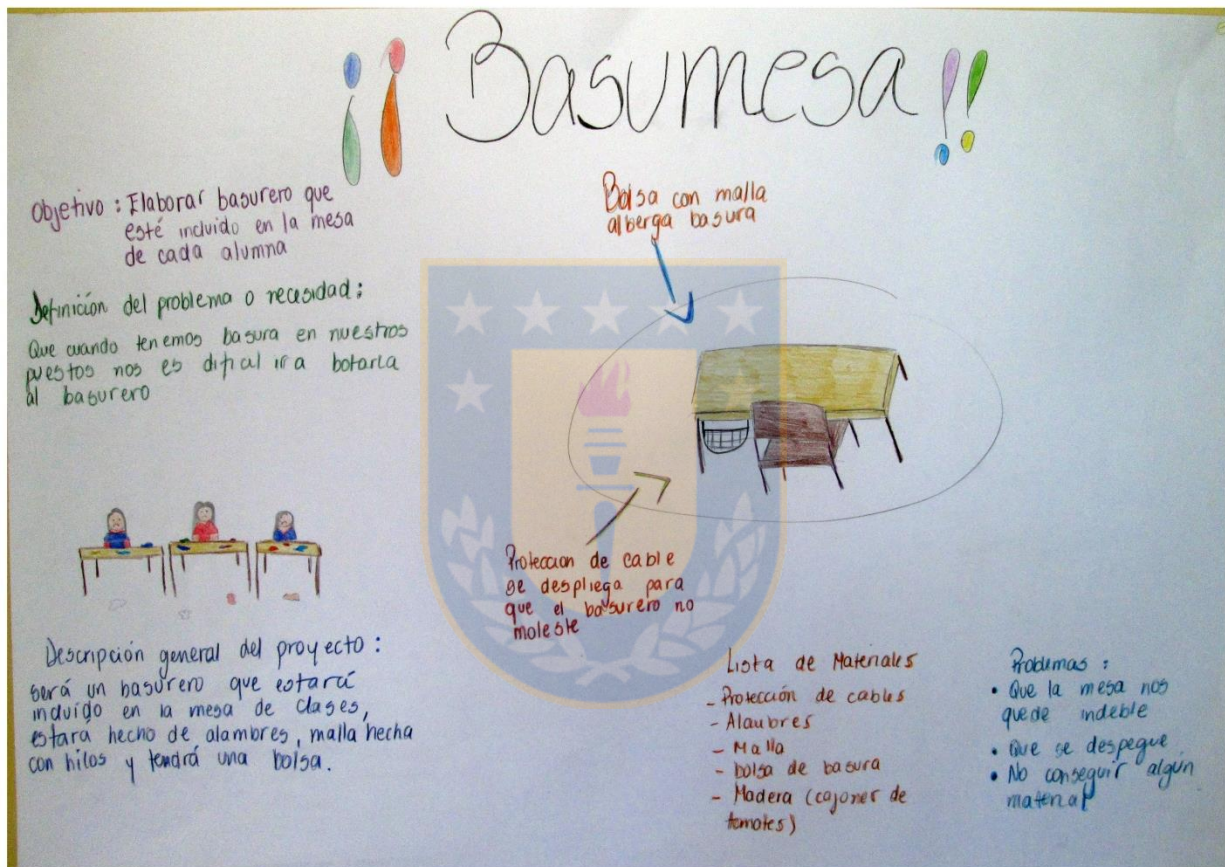 ¡¡ Basumesa !!
Objetivo : Elaborar basurero que
esté incluido en la mesa
de cada alumna
Definición del problema o necesidad :
Que cuando tenemos basura en nuestros
puestos nos es difical ir a botarla
al basurero
Descripción general del proyecto :
será un basurero que estará
incluído en la mesa de clases,
estará hecho de alambres, malla hecha
con hilos y tendrá una bolsa.
Bolsa con malla
alberga basura
Protección de cable
se despliega para
que el basurero no
moleste
Lista de Materiales
- Protección de cables
- Alambres
- Malla
- bolsa de basura
- Madera (cajones de
tomates)
Problemas :
• Que la mesa nos
quede indeble
• Que se despegue
• No conseguir algún
material